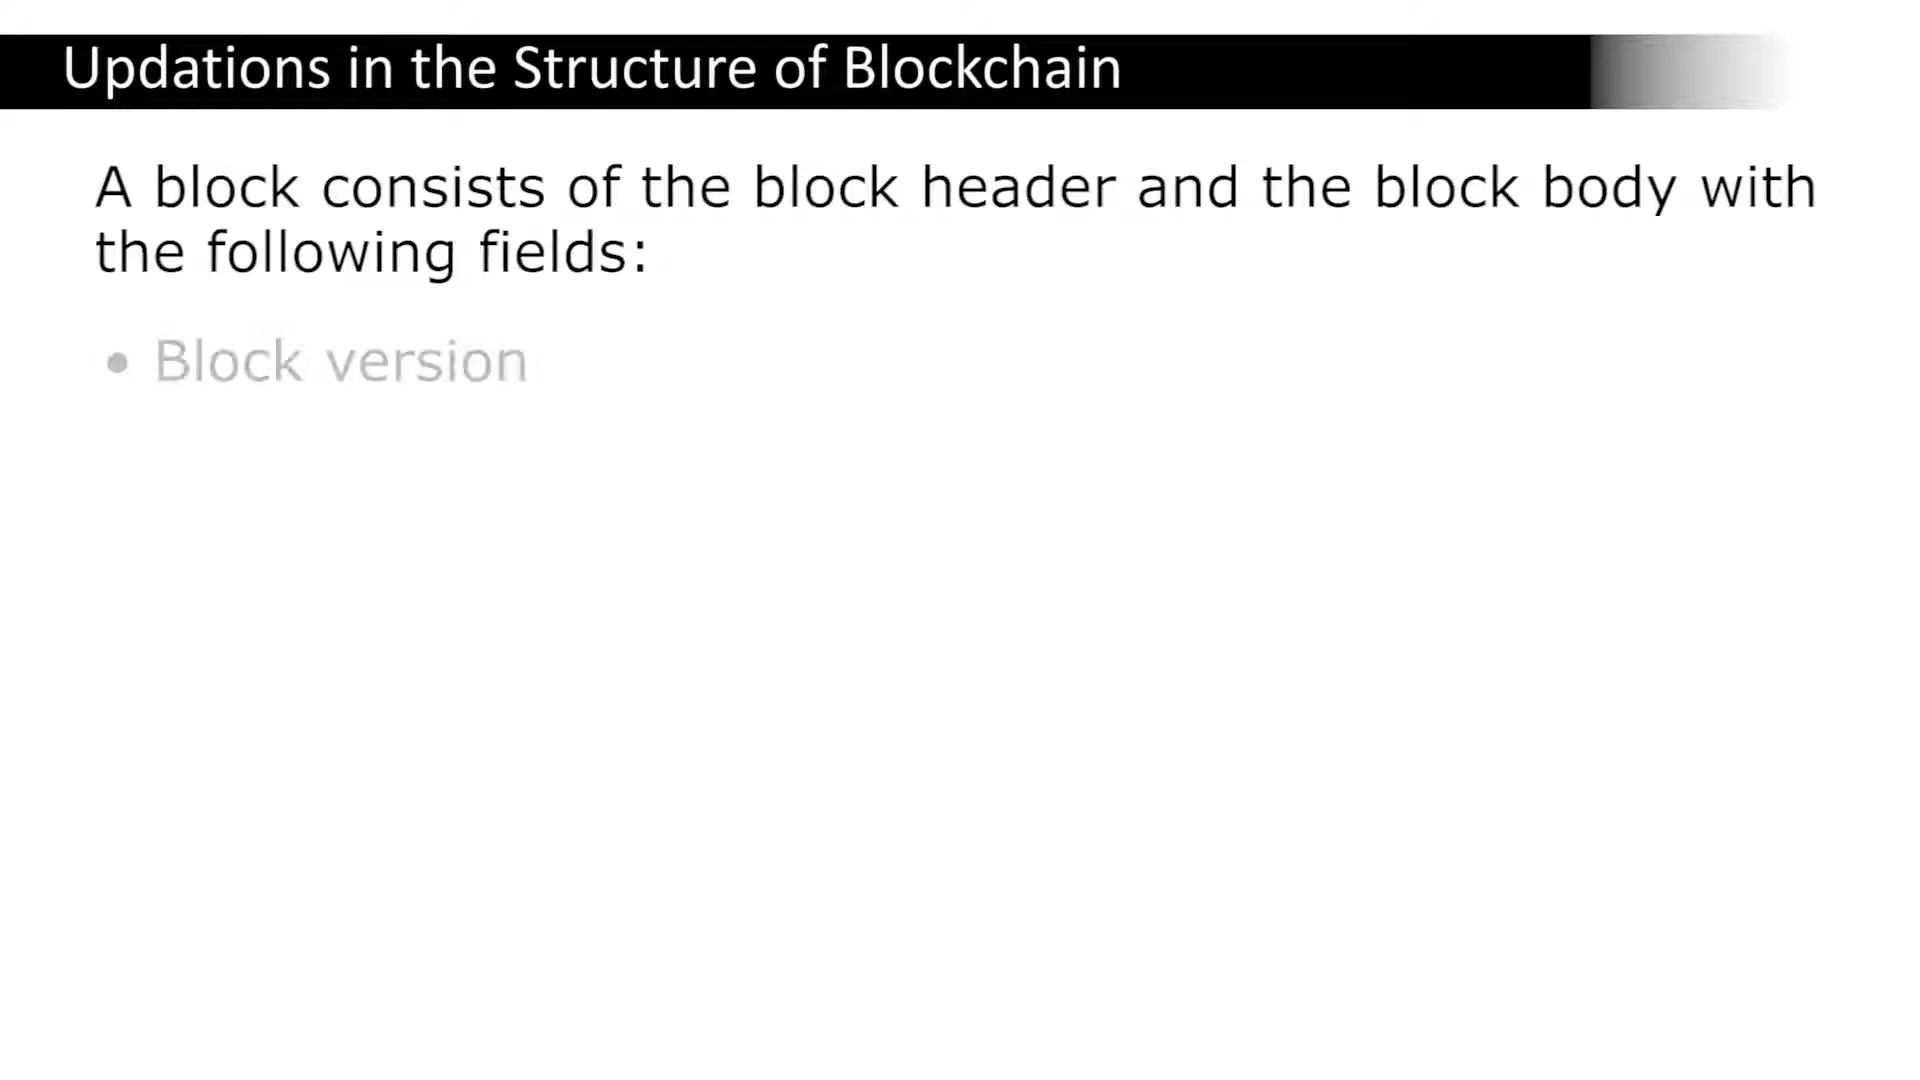 Updations in the Structure of Blockchain
A block consists of the block header and the block body with
the following fields:
• Block version